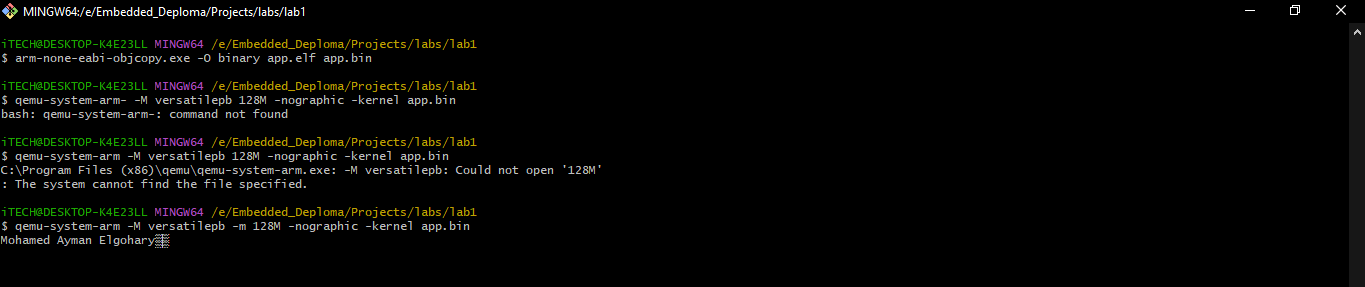 MINGW64:/e/Embedded_Deploma/Projects/labs/lab1
iTECH@DESKTOP-K4E23LL MINGW64 /e/Embedded_Deploma/Projects/labs/lab1
$ arm-none-eabi-objcopy.exe -O binary app.elf app.bin
iTECH@DESKTOP-K4E23LL MINGW64 /e/Embedded_Deploma/Projects/labs/lab1
$ qemu-system-arm- -M versatilepb 128M -nographic -kernel app.bin
bash: qemu-system-arm-: command not found
iTECH@DESKTOP-K4E23LL MINGW64 /e/Embedded_Deploma/Projects/labs/lab1
$ qemu-system-arm -M versatilepb 128M -nographic -kernel app.bin
C:\Program Files (x86)\qemu\qemu-system-arm.exe: -M versatilepb: Could not open '128M'
: The system cannot find the file specified.
iTECH@DESKTOP-K4E23LL MINGW64 /e/Embedded_Deploma/Projects/labs/lab1
$ qemu-system-arm -M versatilepb -m 128M -nographic -kernel app.bin
Mohamed Ayman Elgohary▒▒